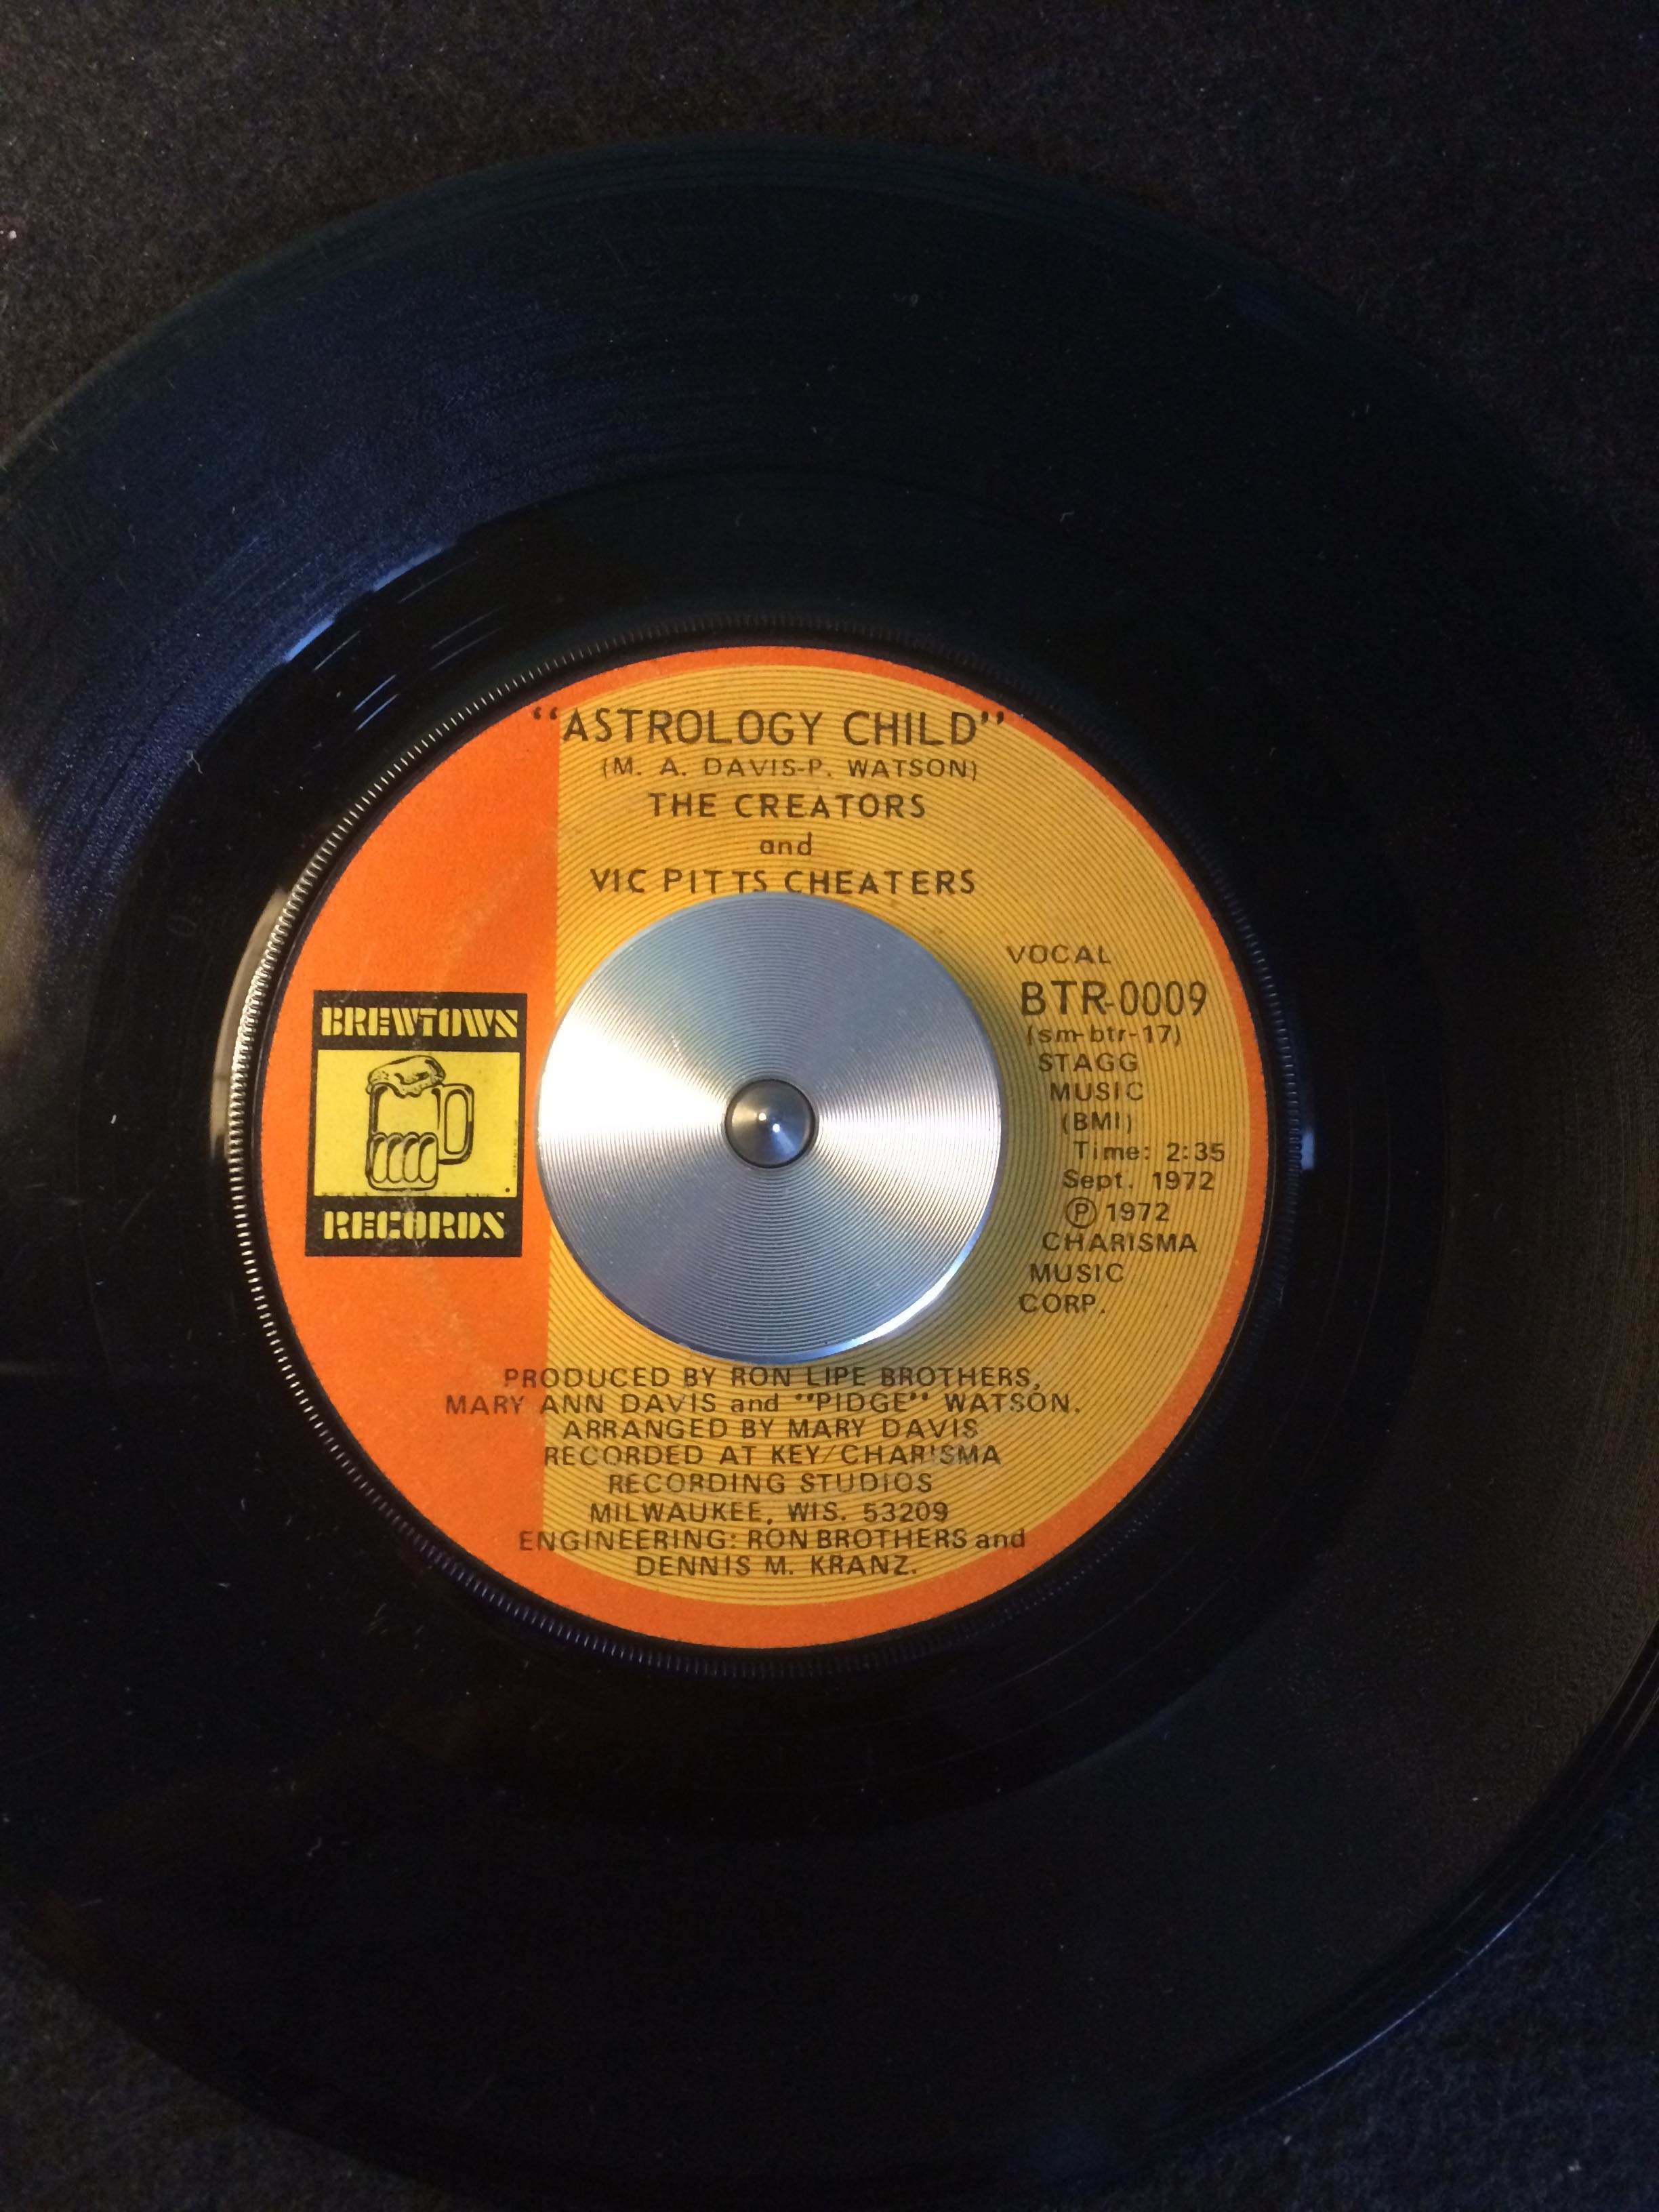 “ASTROLOGY CHILD”
(M. A. DAVIS-P. WATSON)
THE CREATORS
and
VIC PITTS CHEATERS
BREWTOWN
RECORDS
VOCAL
BTR-0009
(sm-btr-17)
STAGG
MUSIC
(BMI)
Time: 2:35
Sept. 1972
Ⓟ 1972
CHARISMA
MUSIC
CORP.
PRODUCED BY RON LIPE BROTHERS,
MARY ANN DAVIS and “PIDGE” WATSON.
ARRANGED BY MARY DAVIS
RECORDED AT KEY/CHARISMA
RECORDING STUDIOS
MILWAUKEE, WIS. 53209
ENGINEERING: RON BROTHERS and
DENNIS M. KRANZ.